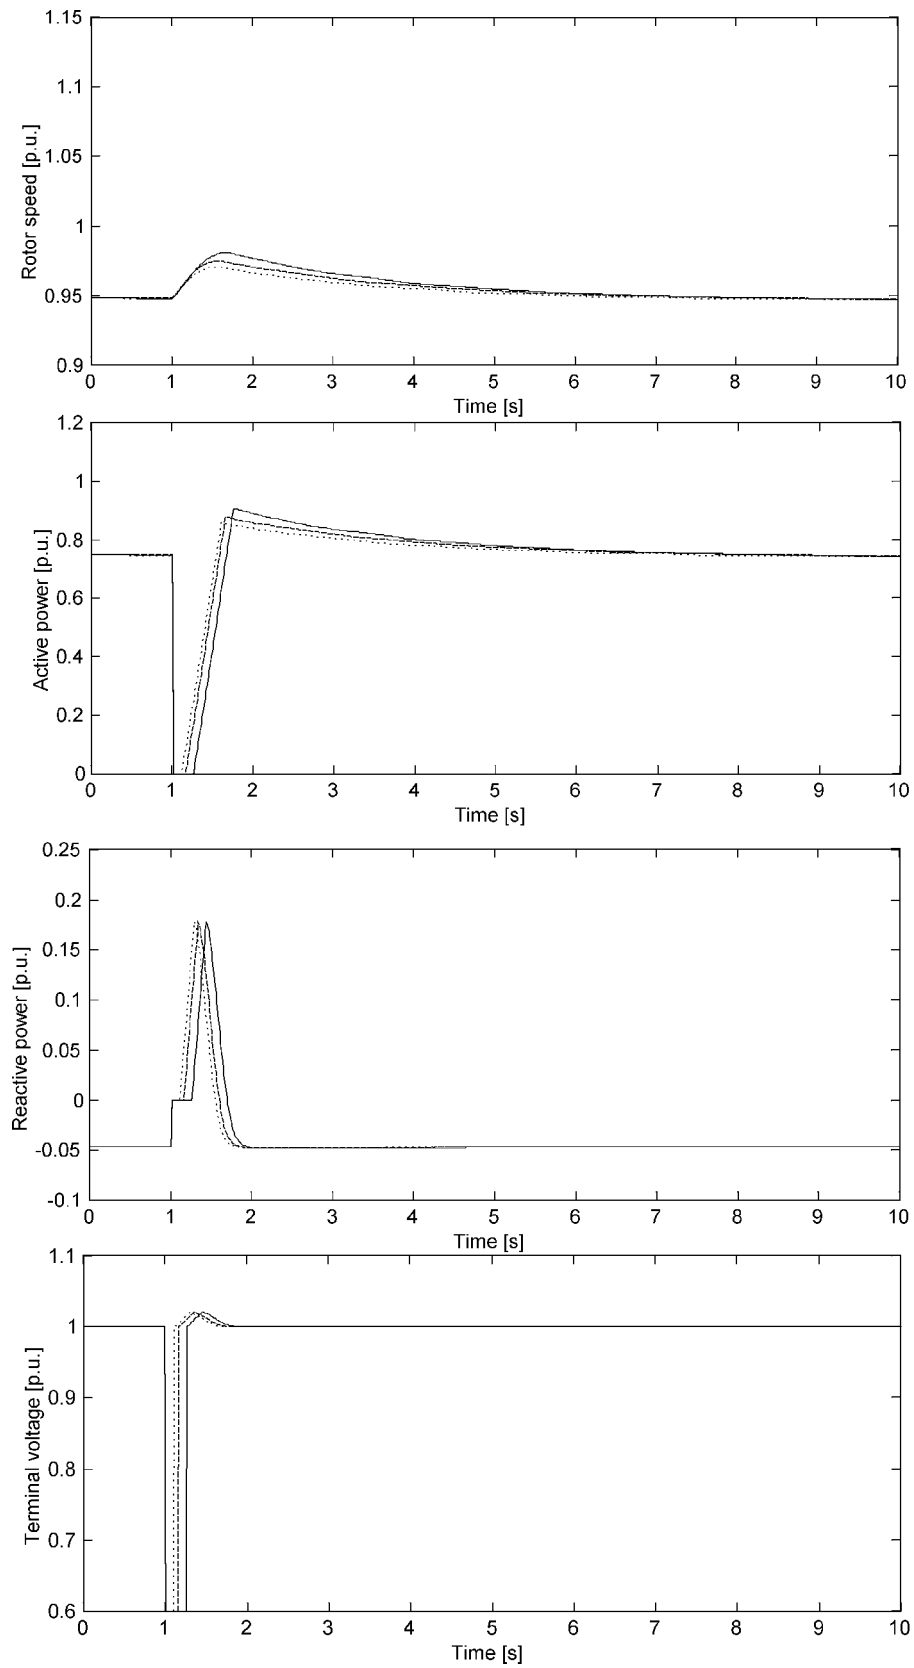 1.15
1.1
1.05
1
0.95
0.9
Rotor speed [p.u.]
0 1 2 3 4 5 6 7 8 9 10
Time [s]
1.2
1
0.8
0.6
0.4
0.2
0
Active power [p.u.]
0 1 2 3 4 5 6 7 8 9 10
Time [s]
0.25
0.2
0.15
0.1
0.05
0
-0.05
-0.1
Reactive power [p.u.]
0 1 2 3 4 5 6 7 8 9 10
Time [s]
1.1
1
0.9
0.8
0.7
0.6
Terminal voltage [p.u.]
0 1 2 3 4 5 6 7 8 9 10
Time [s]